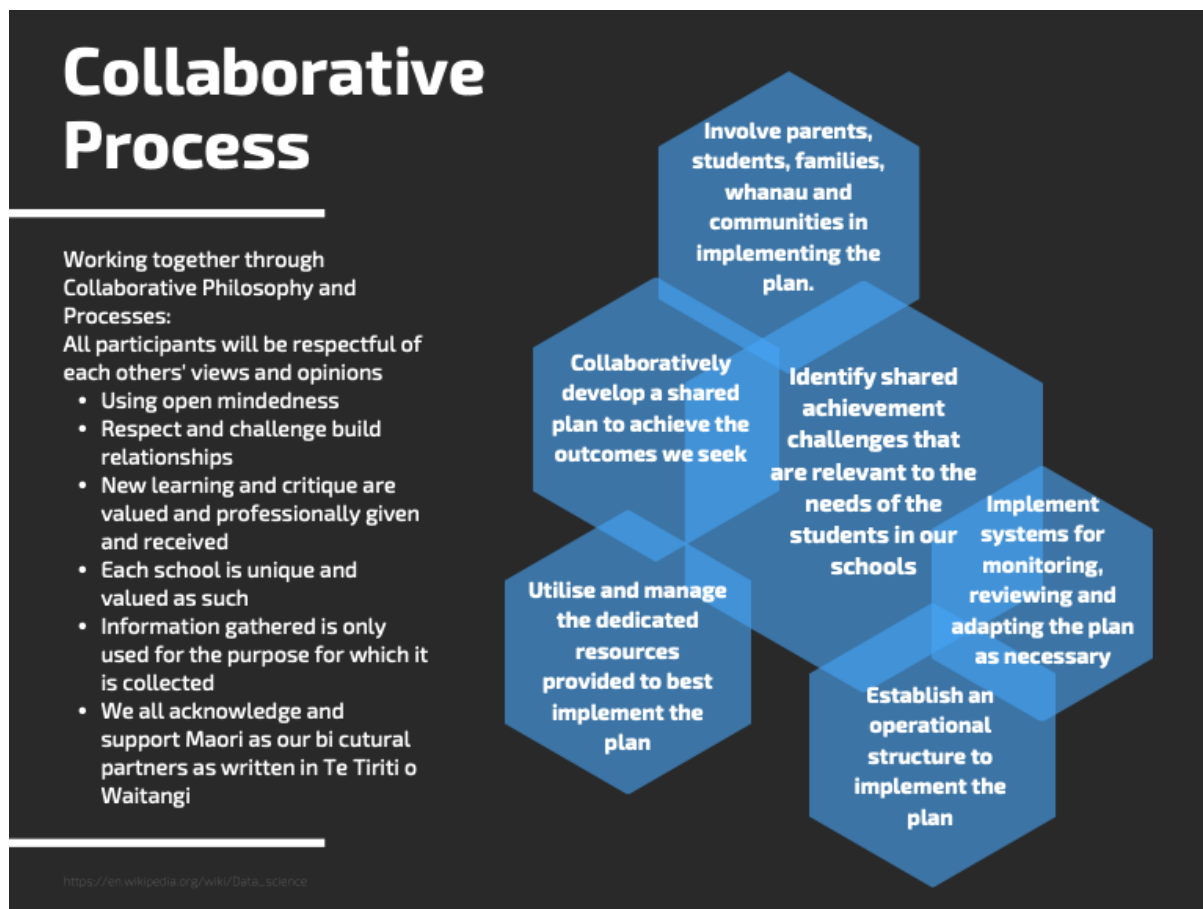 Collaborative
Process
Working together through
Collaborative Philosophy and
Processes:
All participants will be respectful of
each others' views and opinions
• Using open mindedness
• Respect and challenge build
relationships
• New learning and critique are
valued and professionally given
and received
• Each school is unique and
valued as such
• Information gathered is only
used for the purpose for which it
is collected
• We all acknowledge and
support Maori as our bi cutural
partners as written in Te Tiriti o
Waitangi
https://en.wikipedia.org/wiki/Data_science
Involve parents,
students, families,
whanau and
communities in
implementing the
plan.
Collaboratively
develop a shared
plan to achieve the
outcomes we seek
Identify shared
achievement
challenges that
are relevant to the
needs of the
students in our
schools
Implement
systems for
monitoring,
reviewing and
adapting the plan
as necessary
Utilise and manage
the dedicated
resources
provided to best
implement the
plan
Establish an
operational
structure to
implement the
plan